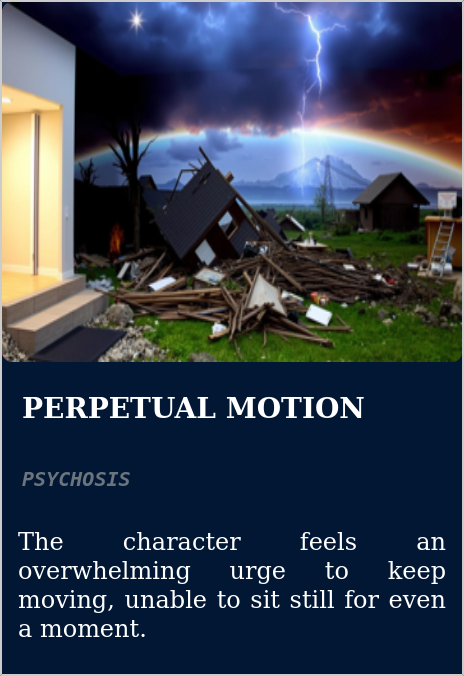 PERPETUAL MOTION
PSYCHOSIS
The character feels an
overwhelming urge to keep
moving, unable to sit still for even
a moment.